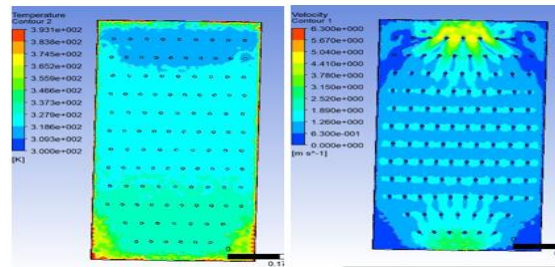 Temperature
Contour 2
3.931e+002
3.838e+002
3.745e+002
3.652e+002
3.559e+002
3.466e+002
3.373e+002
3.279e+002
3.186e+002
3.093e+002
3.000e+002
[K]
0.17
Velocity
Contour 1
6.300e+000
5.670e+000
5.040e+000
4.410e+000
3.780e+000
3.150e+000
2.520e+000
1.890e+000
1.260e+000
6.300e-001
0.000e+000
[m s^-1]
0.